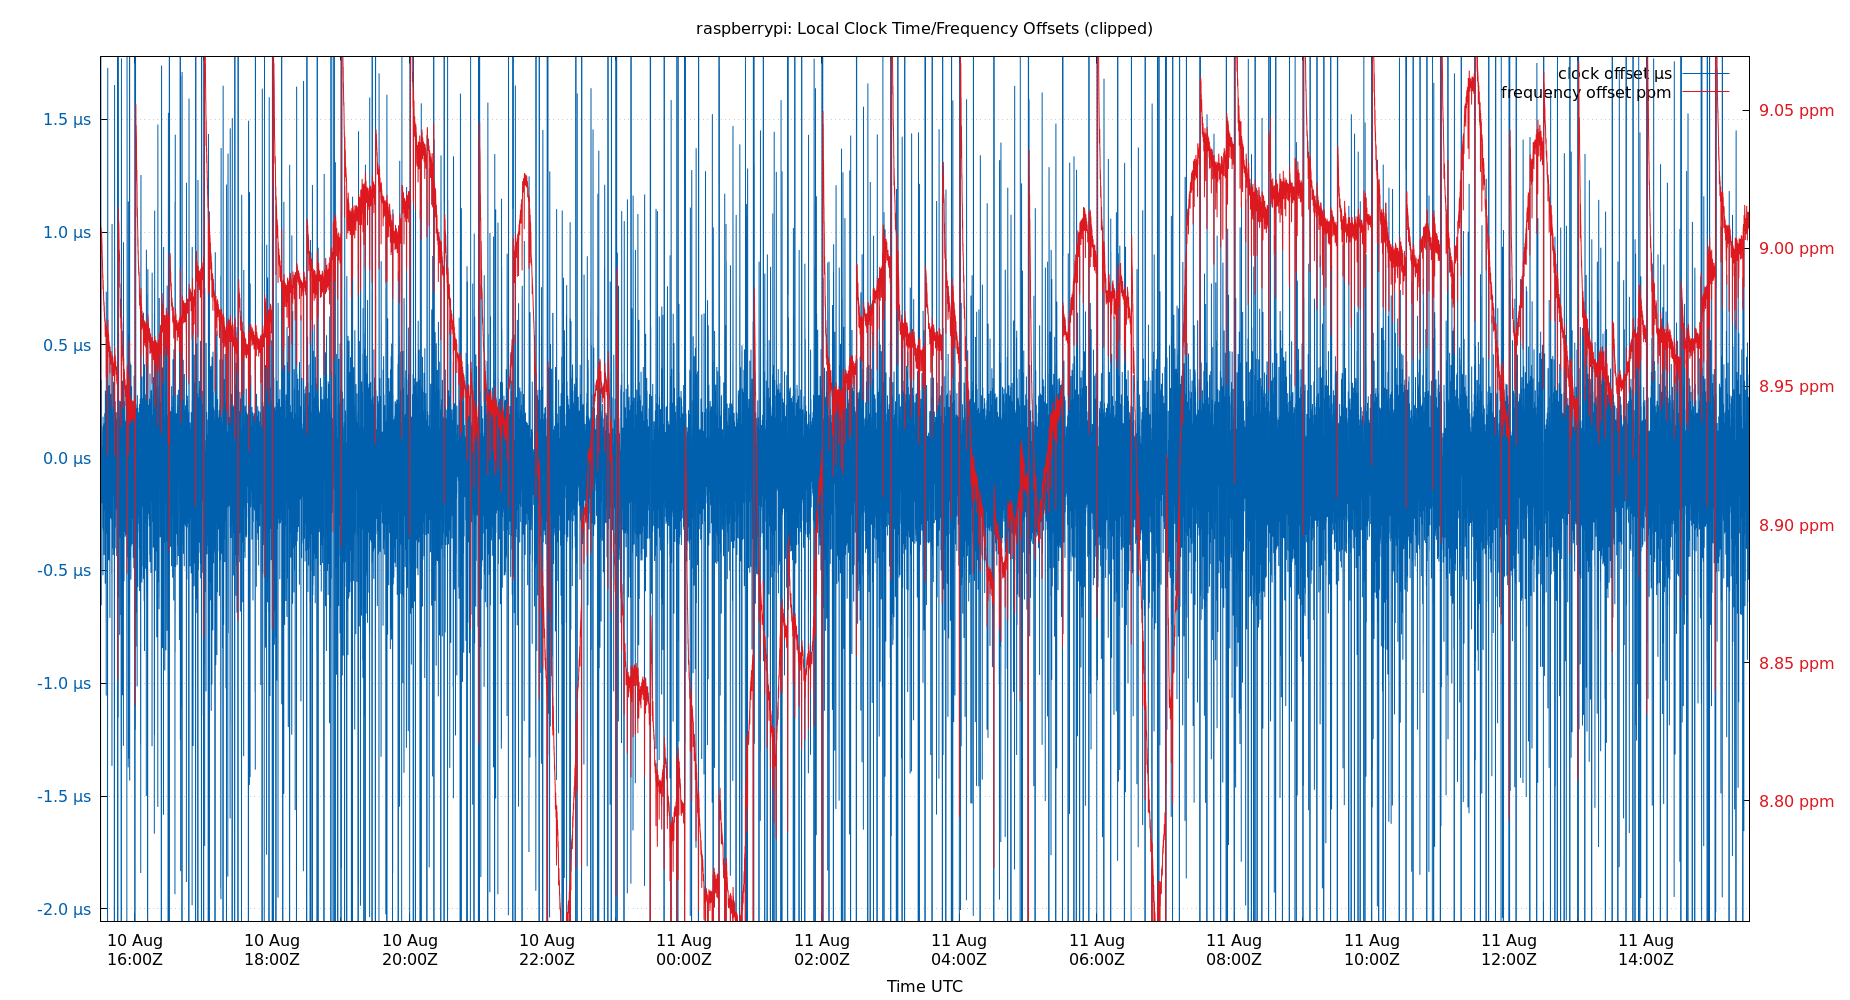 raspberrypi: Local Clock Time/Frequency Offsets (clipped)
clock offset µs
frequency offset ppm
1.5 µs
1.0 µs
0.5 µs
0.0 µs
-0.5 µs
-1.0 µs
-1.5 µs
-2.0 µs
9.05 ppm
9.00 ppm
8.95 ppm
8.90 ppm
8.85 ppm
8.80 ppm
10 Aug
16:00Z
10 Aug
18:00Z
10 Aug
20:00Z
10 Aug
22:00Z
11 Aug
00:00Z
11 Aug
02:00Z
11 Aug
04:00Z
11 Aug
06:00Z
11 Aug
08:00Z
11 Aug
10:00Z
11 Aug
12:00Z
11 Aug
14:00Z
Time UTC